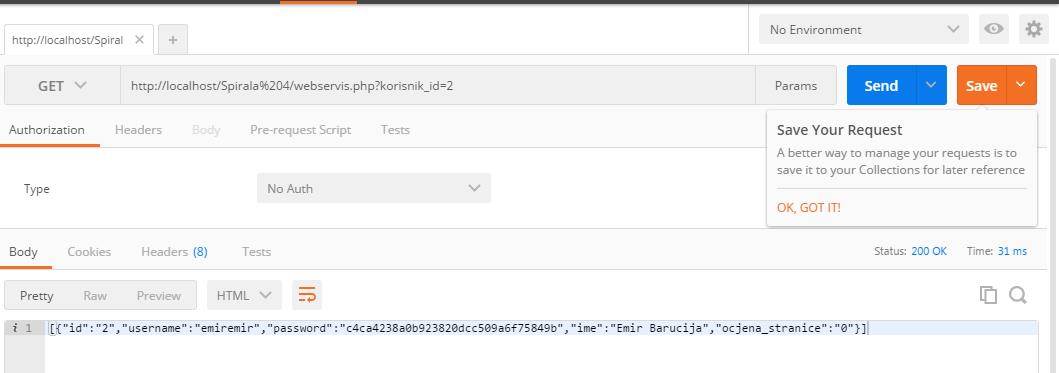 http://localhost/Spiral
No Environment
GET
http://localhost/Spirala%204/webservis.php?korisnik_id=2
Params
Send
Save
Authorization
Headers
Body
Pre-request Script
Tests
Save Your Request
A better way to manage your requests is to
save it to your Collections for later reference
OK, GOT IT!
Type
No Auth
Body
Cookies
Headers (8)
Tests
Status: 200 OK
Time: 31 ms
Pretty
Raw
Preview
HTML
i 1
[{"id":"2","username":"emiremir","password":"c4ca4238a0b923820dcc509a6f75849b","ime":"Emir Barucija","ocjena_stranice":"0"}]